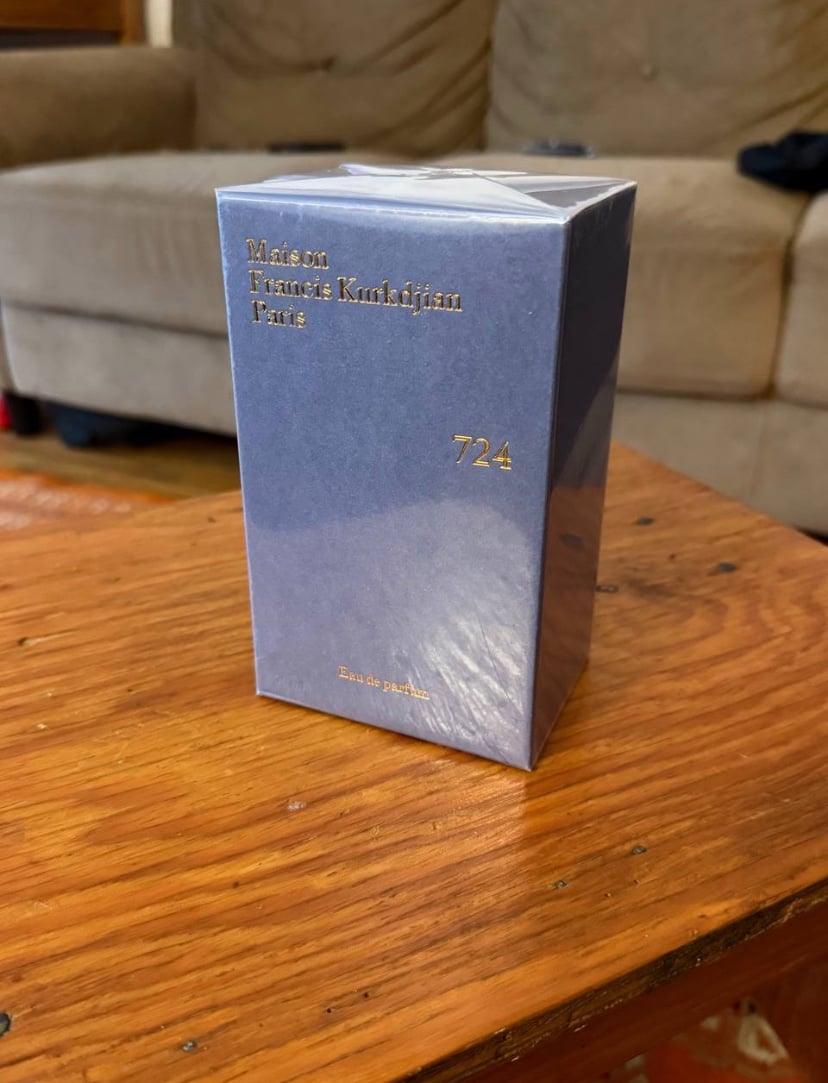 Maison
Francis Kurkdjian
Paris
724
Eau de parfum